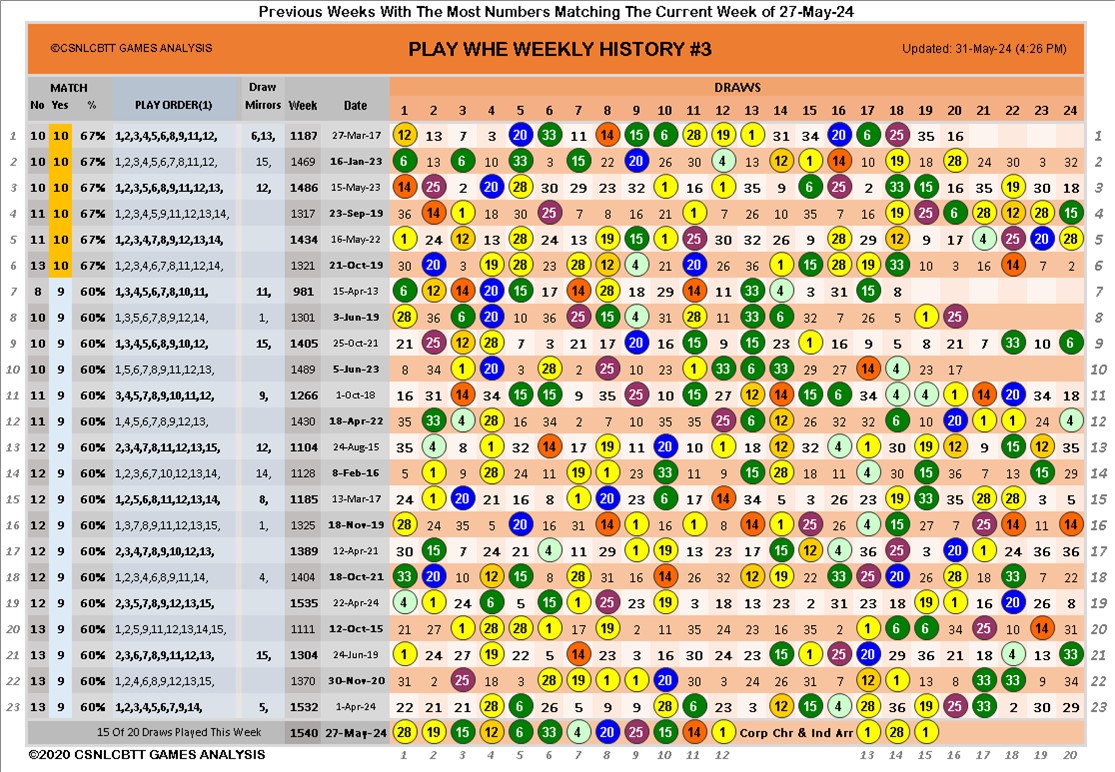 Previous Weeks With The Most Numbers Matching The Current Week of 27-May-24
©CSNLCBTT GAMES ANALYSIS PLAY WHE WEEKLY HISTORY #3 Updated: 31-May-24 (4:26 PM)
MATCH Draw DRAWS
No Yes % PLAY ORDER(1) Mirrors Week Date 1 2 3 4 5 6 7 8 9 10 11 12 13 14 15 16 17 18 19 20 21 22 23 24
1 10 10 67% 1,2,3,4,5,6,8,9,11,12, 6,13, 1187 27-Mar-17 12 13 7 3 20 33 11 14 15 6 28 19 1 31 34 20 6 25 35 16 1
2 10 10 67% 1,2,3,4,5,6,7,8,11,12, 15, 1469 16-Jan-23 6 13 6 10 33 7 15 22 20 30 32 4 13 12 1 14 10 19 18 28 24 30 3 32 2
3 10 10 67% 1,2,3,5,6,8,9,11,12,13, 12, 1486 15-May-23 14 25 2 20 28 30 29 23 32 1 16 1 35 9 6 25 2 33 15 16 35 19 30 18 3
4 11 10 67% 1,2,3,4,5,9,11,12,13,14, 1317 23-Sep-19 36 14 1 18 30 25 7 8 16 21 1 7 26 10 35 7 16 19 25 6 28 12 28 15 4
5 11 10 67% 1,2,3,4,7,8,9,12,13,14, 1434 16-May-22 1 24 12 13 28 24 13 19 15 1 25 30 32 26 9 28 29 12 9 17 4 25 20 28 5
6 13 10 67% 1,2,3,4,6,7,8,11,12,14, 1321 21-Oct-19 30 20 3 19 28 23 28 12 4 21 20 26 36 1 15 28 19 33 10 3 16 14 7 2 6
7 8 9 60% 1,3,4,5,6,7,8,10,11, 11, 981 15-Apr-13 6 12 14 20 15 17 14 28 18 29 14 11 33 4 3 31 15 8 7
8 10 9 60% 1,3,5,6,7,8,9,12,14, 1, 1301 3-Jun-19 28 36 6 20 10 36 25 15 4 31 28 11 33 6 32 7 26 5 1 25 8
9 10 9 60% 1,3,4,5,6,8,9,10,12, 15, 1405 25-Oct-21 21 25 12 28 7 3 21 17 20 16 15 9 15 23 1 16 9 5 8 21 7 33 10 6 9
10 10 9 60% 1,5,6,7,8,9,11,12,13, 1489 5-Jun-23 8 34 1 20 3 28 2 25 10 23 1 33 6 33 29 27 14 4 23 17 10
11 11 9 60% 3,4,5,7,8,9,10,11,12, 9, 1266 1-Oct-18 16 31 14 34 15 15 9 35 25 10 15 27 12 14 15 6 34 4 4 1 14 20 34 18 11
12 11 9 60% 1,4,5,6,7,8,9,12,13, 1430 18-Apr-22 35 33 4 28 16 34 2 7 10 35 35 25 6 12 32 18 2 6 10 20 1 1 24 4 12
13 12 9 60% 2,3,4,7,8,11,12,13,15, 12, 1104 24-Aug-15 35 4 8 1 32 14 17 19 11 20 10 1 18 12 32 4 1 30 19 12 9 15 12 35 13
14 12 9 60% 1,2,3,6,7,10,12,13,14, 14, 1128 8-Feb-16 5 1 9 28 24 11 19 1 23 33 11 9 15 28 18 11 4 30 15 36 7 13 15 29 14
15 12 9 60% 1,2,5,6,8,11,12,13,14, 8, 1185 13-Mar-17 24 1 20 21 16 8 1 20 23 6 17 14 34 5 3 26 23 19 33 35 28 28 3 5 15
16 12 9 60% 1,3,7,8,9,11,12,13,15, 1, 1325 18-Nov-19 28 24 35 5 20 16 31 14 1 11 1 8 14 1 25 26 4 15 27 7 25 14 11 14 16
17 12 9 60% 2,3,4,7,8,9,10,12,13, 1389 12-Apr-21 30 15 7 24 21 4 11 29 1 19 13 23 17 15 12 4 36 25 3 20 1 24 36 36 17
18 12 9 60% 1,2,3,4,6,8,9,11,14, 4, 1404 18-Oct-21 33 20 10 12 15 7 28 31 16 14 26 32 12 19 22 33 25 20 26 28 18 33 7 22 18
19 12 9 60% 2,3,5,7,8,9,12,13,15, 1535 22-Apr-24 4 1 24 6 5 15 1 25 23 19 3 18 13 23 2 31 23 18 19 1 16 20 26 8 19
20 13 9 60% 1,2,5,9,11,12,13,14,15, 1111 12-Oct-15 21 27 1 28 28 1 17 19 2 11 35 24 23 16 35 32 1 6 6 34 25 10 14 31 20
21 13 9 60% 2,3,6,7,8,9,11,12,13, 15, 1304 24-Jun-19 1 24 27 19 22 5 14 23 3 16 30 24 23 15 1 25 20 29 36 21 18 4 13 33 21
22 13 9 60% 1,2,4,6,8,9,12,13,15, 1370 30-Nov-20 31 2 25 18 3 28 19 1 1 20 30 3 24 26 22 34 12 1 13 8 33 33 9 34 22
23 13 9 60% 1,2,3,4,5,6,7,9,14, 5, 1532 1-Apr-24 22 21 21 28 6 26 5 9 9 28 6 23 3 12 15 4 28 35 19 25 33 2 30 29 23
15 Of 20 Draws Played This Week 1540 27-May-24 28 19 15 12 6 33 4 20 25 15 14 1 Corp Chr & Ind Arr 1 28 1
©2020 CSNLCBTT GAMES ANALYSIS 1 2 3 4 5 6 7 8 9 10 11 12 13 14 15 16 17 18 19 20